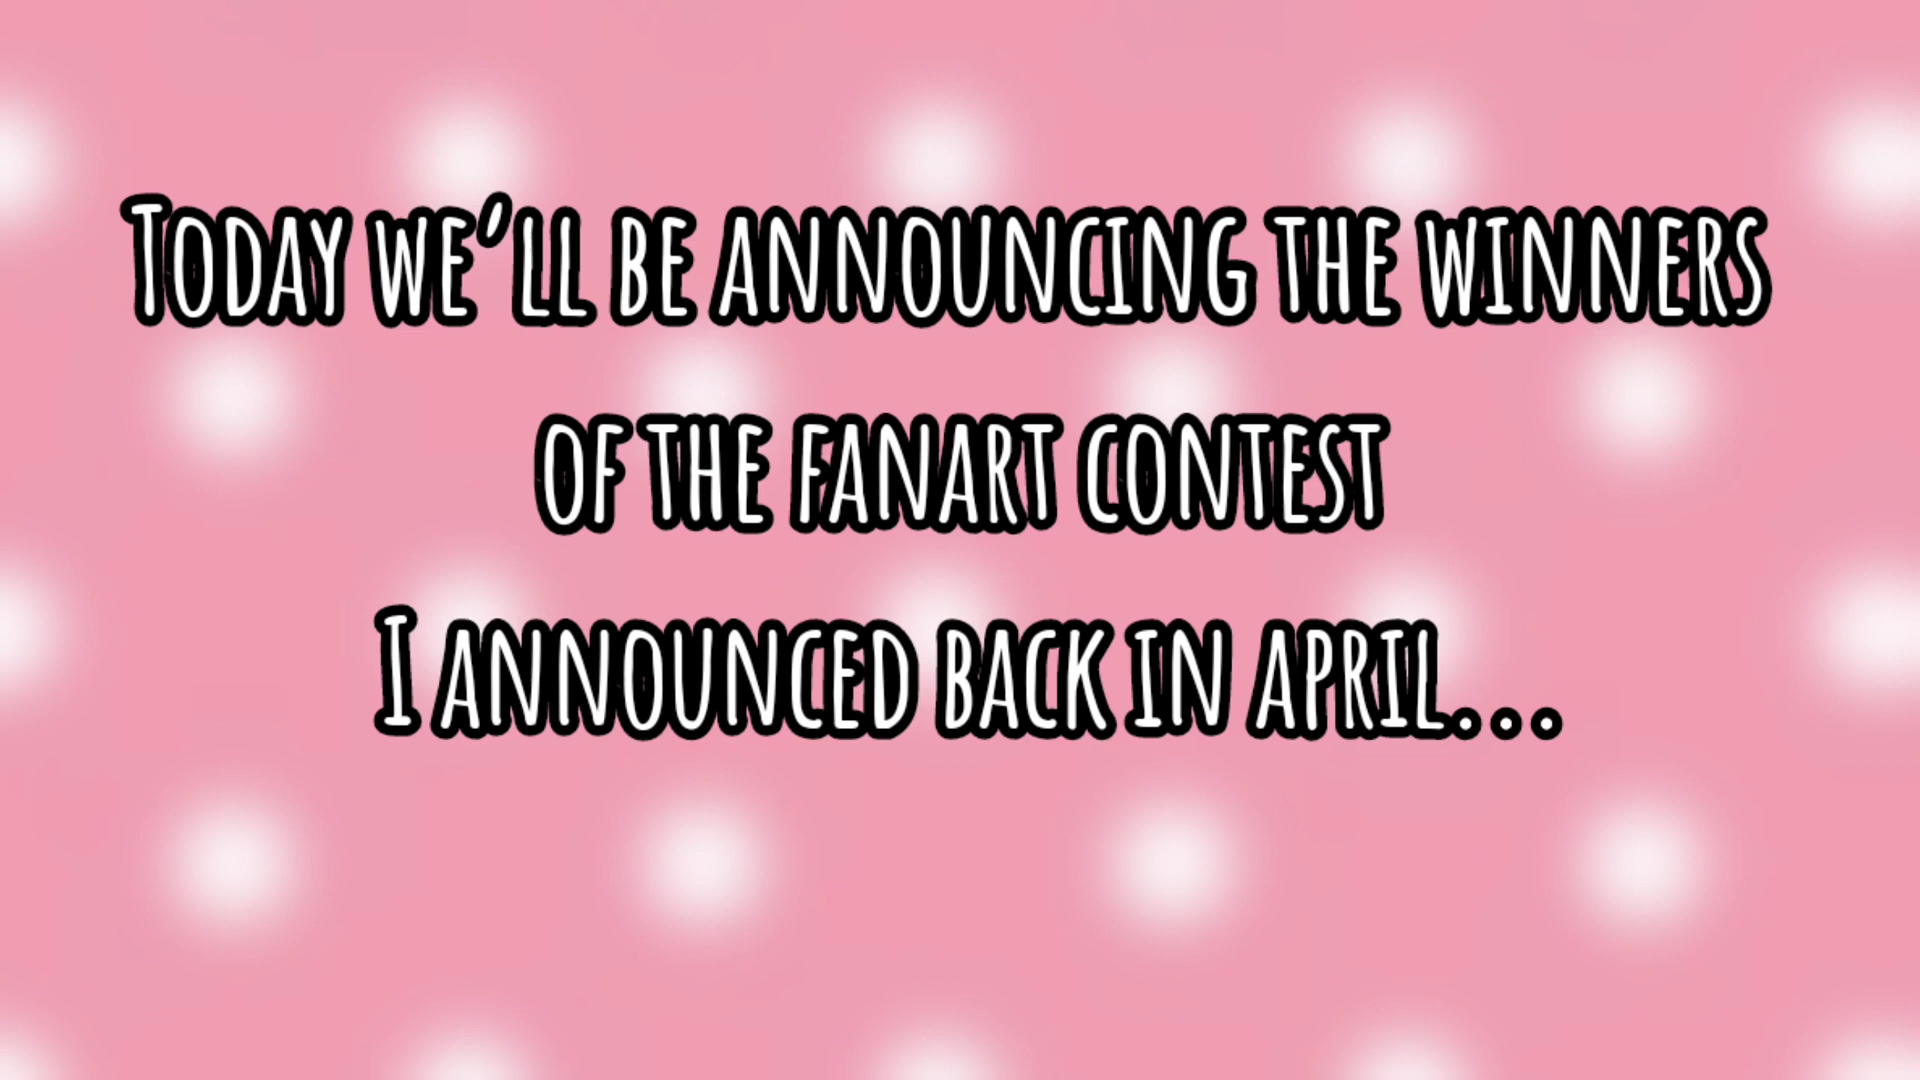 Today we'll be announcing the winners
of the fanart contest
I announced back in april...